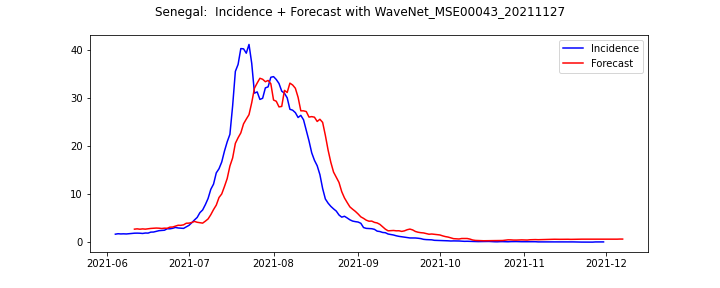 Senegal:  Incidence + Forecast with WaveNet_MSE00043_20211127
Incidence
Forecast
40
30
20
10
0
2021-06 2021-07 2021-08 2021-09 2021-10 2021-11 2021-12